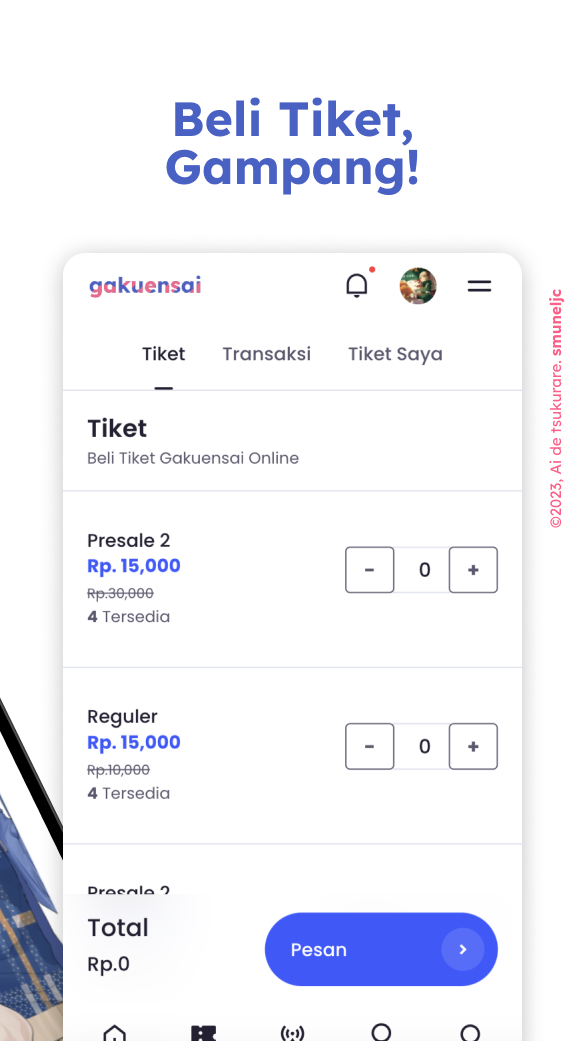 Beli Tiket,
Gampang!
gakuensai
Tiket Transaksi Tiket Saya
Tiket
Beli Tiket Gakuensai Online
Presale 2
Rp. 15,000
Rp.30,000
4 Tersedia
- 0 +
Reguler
Rp. 15,000
Rp.10,000
4 Tersedia
- 0 +
Presale 2
Total
Rp.0
Pesan
©2023, Ai de tsukurare. smuneljc